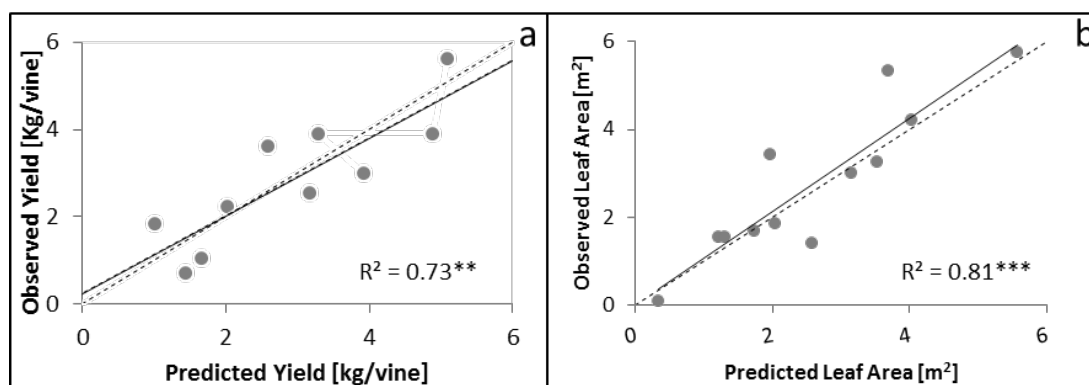 a
Observed Yield [Kg/vine]
6
4
2
0
0 2 4 6
R² = 0.73**
Predicted Yield [kg/vine]
b
Observed Leaf Area [m²]
6
4
2
0
0 2 4 6
R² = 0.81***
Predicted Leaf Area [m²]